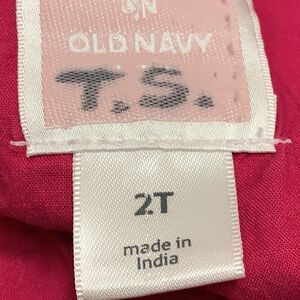 OLD NAVY
T.S.
2T
made in
India